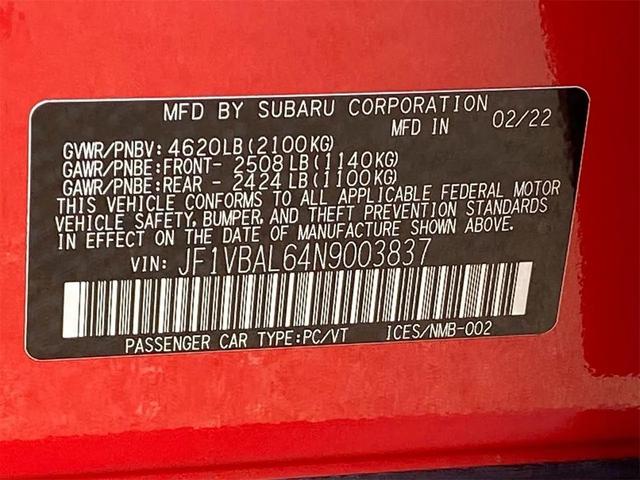 MFD BY SUBARU CORPORATION
MFD IN 02/22
GVWR/PNBV: 4620LB(2100KG)
GAWR/PNBE:FRONT- 2508LB(1140KG)
GAWR/PNBE:REAR - 2424LB(1100KG)
THIS VEHICLE CONFORMS TO ALL APPLICABLE FEDERAL MOTOR
VEHICLE SAFETY, BUMPER, AND THEFT PREVENTION STANDARDS
IN EFFECT ON THE DATE OF MANUFACTURE SHOWN ABOVE.
VIN: JF1VBAL64N9003837
PASSENGER CAR TYPE:PC/VT ICES/NMB-002